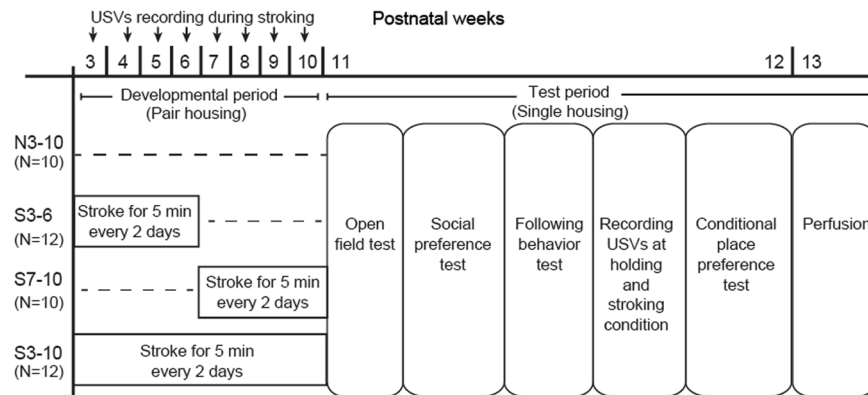 USVs recording during stroking
Postnatal weeks
3 4 5 6 7 8 9 10 11 12 13
Developmental period
(Pair housing)
Test period
(Single housing)
N3-10
(N=10)
S3-6
(N=12)
Stroke for 5 min
every 2 days
S7-10
(N=10)
Stroke for 5 min
every 2 days
S3-10
(N=12)
Stroke for 5 min
every 2 days
Open
field test
Social
preference
test
Following
behavior
test
Recording
USVs at
holding
and
stroking
condition
Conditional
place
preference
test
Perfusion